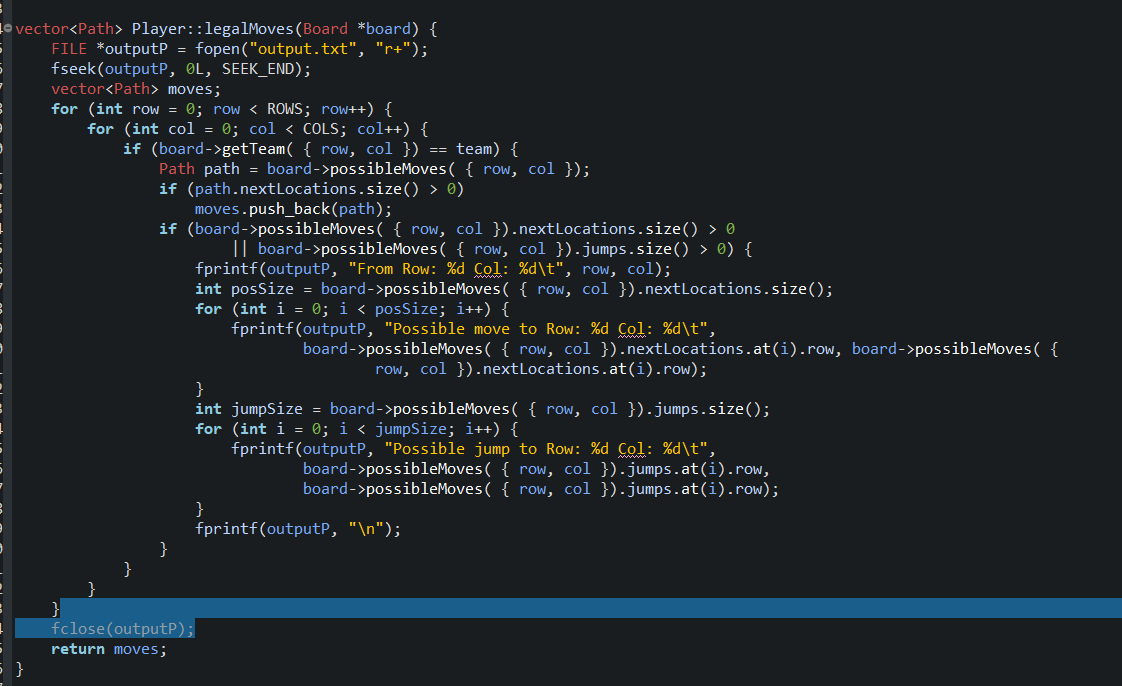 vector<Path> Player::legalMoves(Board *board) {
    FILE *outputP = fopen("output.txt", "r+");
    fseek(outputP, 0L, SEEK_END);
    vector<Path> moves;
    for (int row = 0; row < ROWS; row++) {
        for (int col = 0; col < COLS; col++) {
            if (board->getTeam( { row, col }) == team) {
                Path path = board->possibleMoves( { row, col });
                if (path.nextLocations.size() > 0)
                    moves.push_back(path);
                if (board->possibleMoves( { row, col }).nextLocations.size() > 0
                        || board->possibleMoves( { row, col }).jumps.size() > 0) {
                    fprintf(outputP, "From Row: %d Col: %d\t", row, col);
                    int posSize = board->possibleMoves( { row, col }).nextLocations.size();
                    for (int i = 0; i < posSize; i++) {
                        fprintf(outputP, "Possible move to Row: %d Col: %d\t",
                                board->possibleMoves( { row, col }).nextLocations.at(i).row, board->possibleMoves( {
                                        row, col }).nextLocations.at(i).row);
                    }
                    int jumpSize = board->possibleMoves( { row, col }).jumps.size();
                    for (int i = 0; i < jumpSize; i++) {
                        fprintf(outputP, "Possible jump to Row: %d Col: %d\t",
                                board->possibleMoves( { row, col }).jumps.at(i).row,
                                board->possibleMoves( { row, col }).jumps.at(i).row);
                    }
                    fprintf(outputP, "\n");
                }
            }
        }
    }
    fclose(outputP);
    return moves;
}